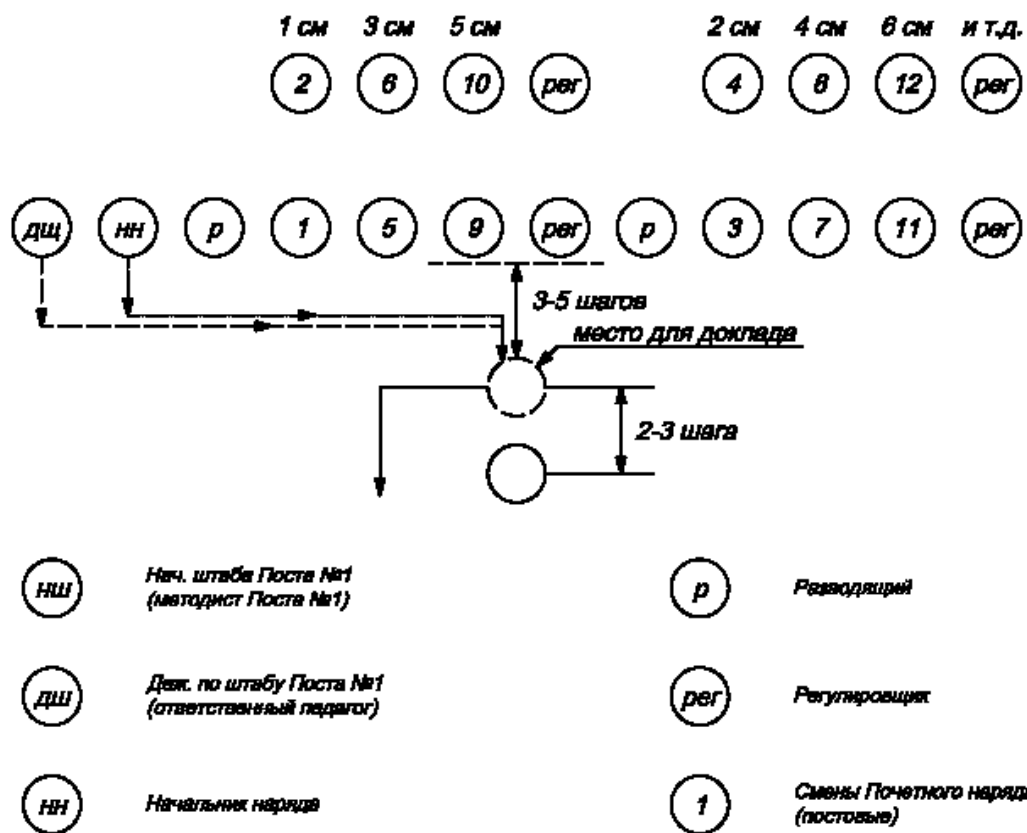 1 см 3 см 5 см 2 см 4 см 6 см и т.д.
2 6 10 рег 4 8 12 рег
дщ нн р 1 5 9 рег р 3 7 11 рег
3-5 шагов
место для доклада
2-3 шага
нш Нач. штаба Поста №1
(методист Поста №1)
р Разводящий
дш Деж. по штабу Поста №1
(ответственный педагог)
рег Регулировщик
нн Начальник наряда
1 Смены Почетного наряда
(постовые)